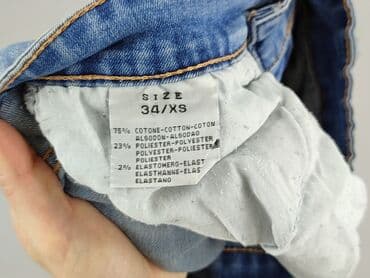 SIZE
34/XS
75% COTONE-COTTON-COTON
ALGODON-ALGODAO
23% POLIESTER-POLYESTER
POLYESTER-POLIESTER
POLIESTER
2% ELASTOMERO-ELAST
ELASTHANNE-ELAS
ELASTANO